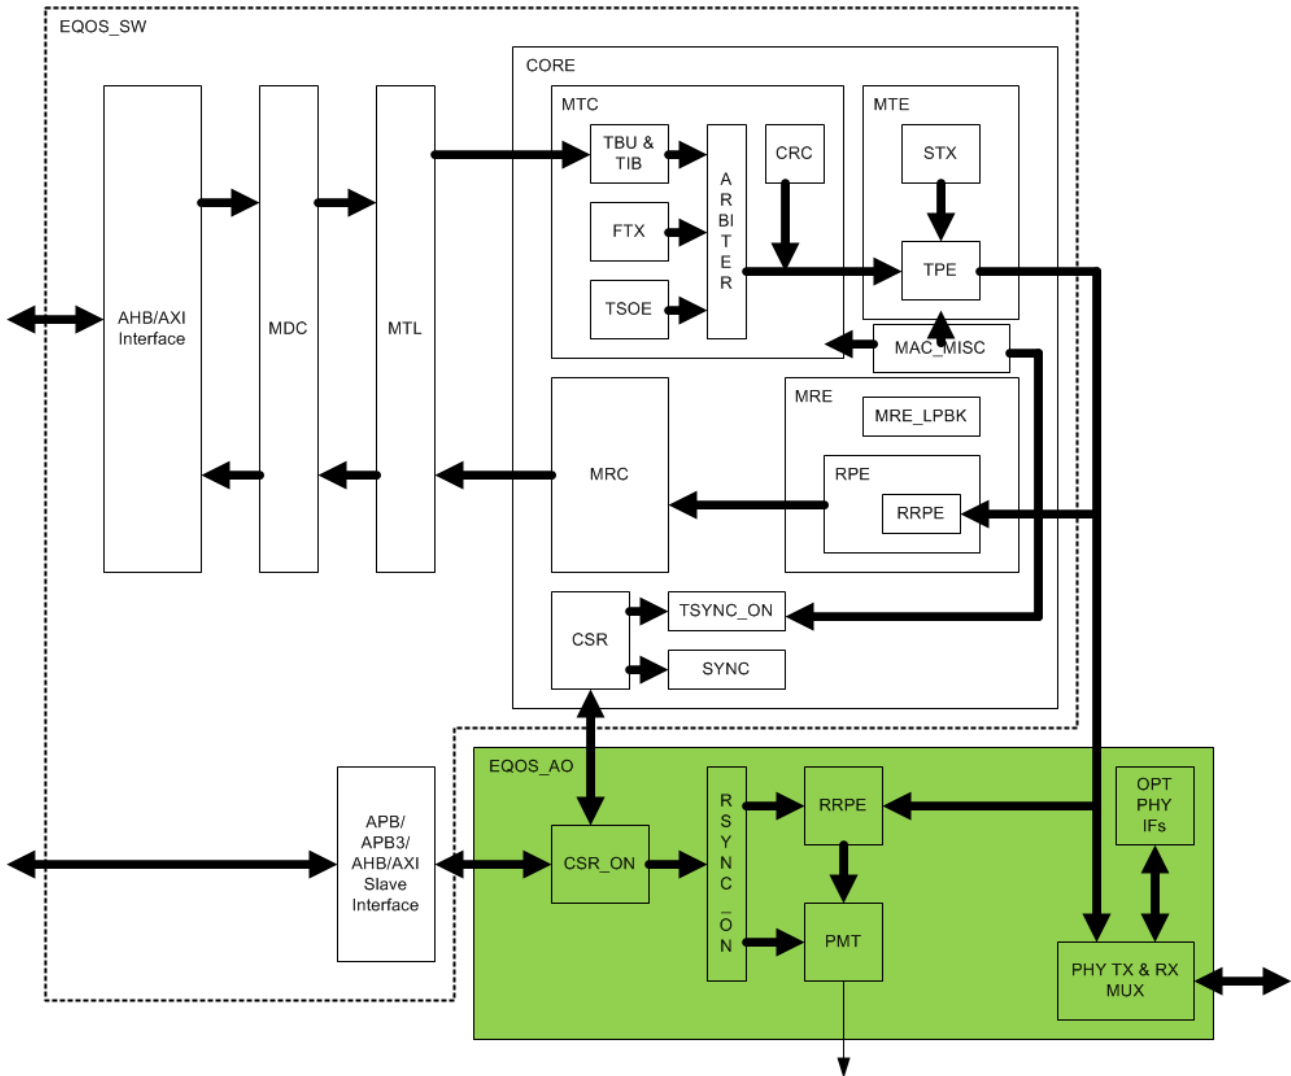 EQOS_SW
CORE
MTC
MTE
TBU &
TIB
CRC
STX
A
R
BI
T
E
R
FTX
TPE
TSOE
AHB/AXI
Interface
MDC
MTL
MAC_MISC
MRE
MRE_LPBK
MRC
RPE
RRPE
CSR
TSYNC_ON
SYNC
EQOS_AO
APB/
APB3/
AHB/AXI
Slave
Interface
CSR_ON
R
S
Y
N
C
_
O
N
RRPE
PMT
OPT
PHY
IFs
PHY TX & RX
MUX